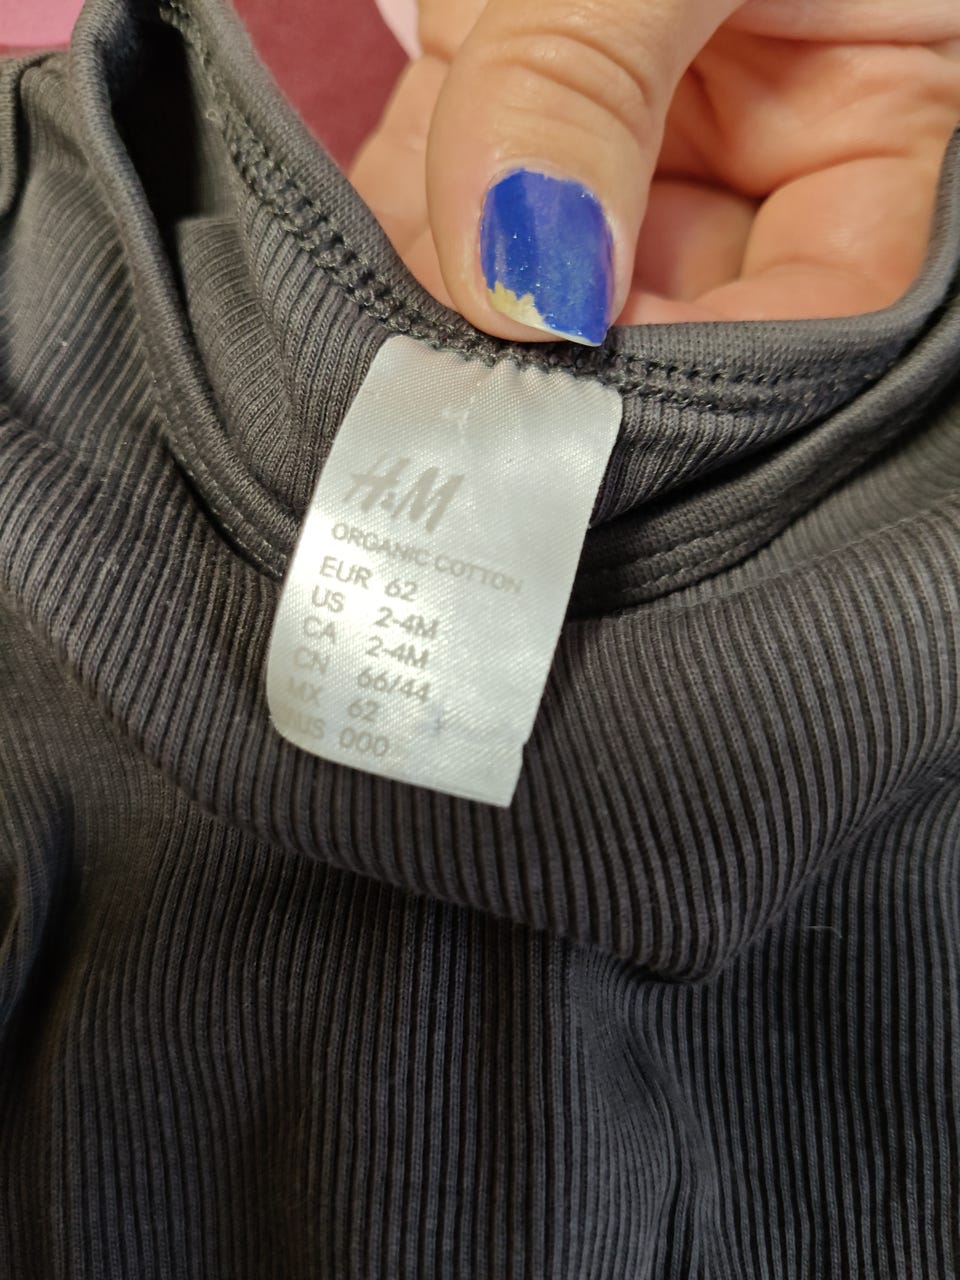 H&M
ORGANIC COTTON
EUR 62
US 2-4M
CA 2-4M
CN 66/44
MX 62
AUS 000